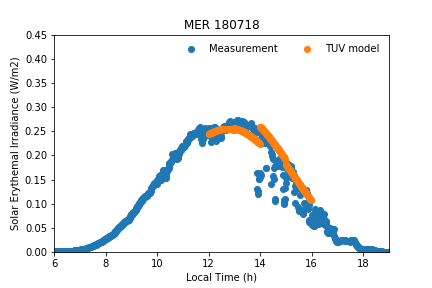 MER 180718
Measurement
TUV model
Solar Erythemal Irradiance (W/m2)
0.45
0.40
0.35
0.30
0.25
0.20
0.15
0.10
0.05
0.00
6 8 10 12 14 16 18
Local Time (h)